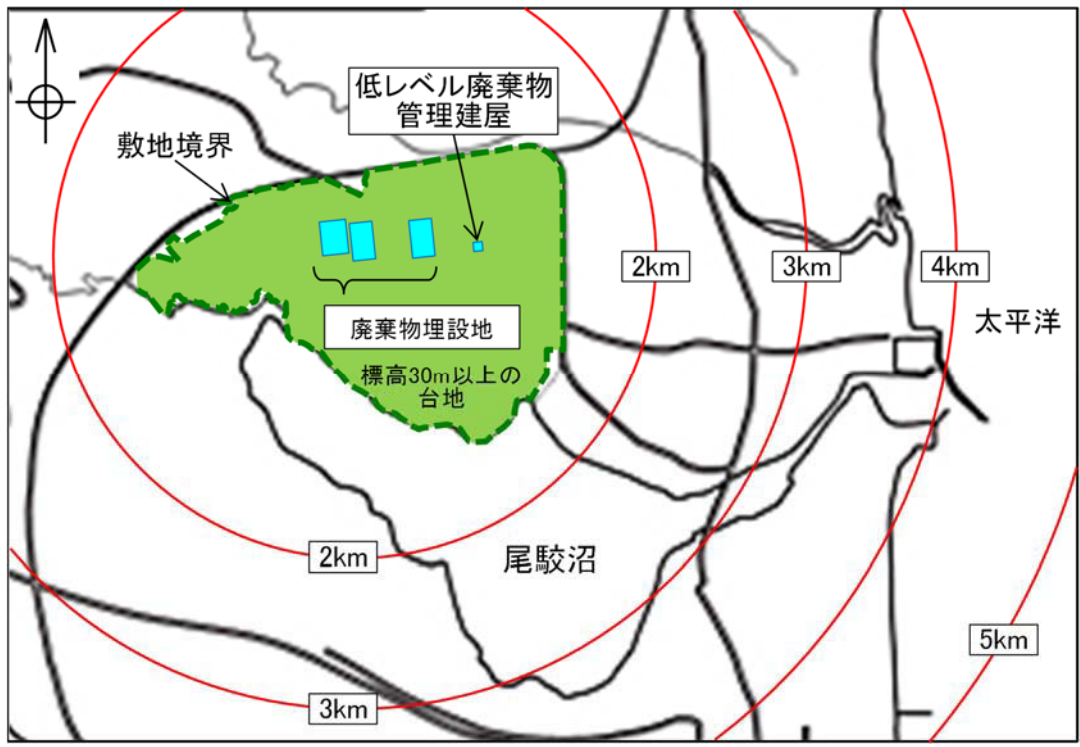 低レベル廃棄物
管理建屋
敷地境界
2km
3km
4km
太平洋
廃棄物埋設地
標高30m以上の
台地
2km
尾駮沼
5km
3km